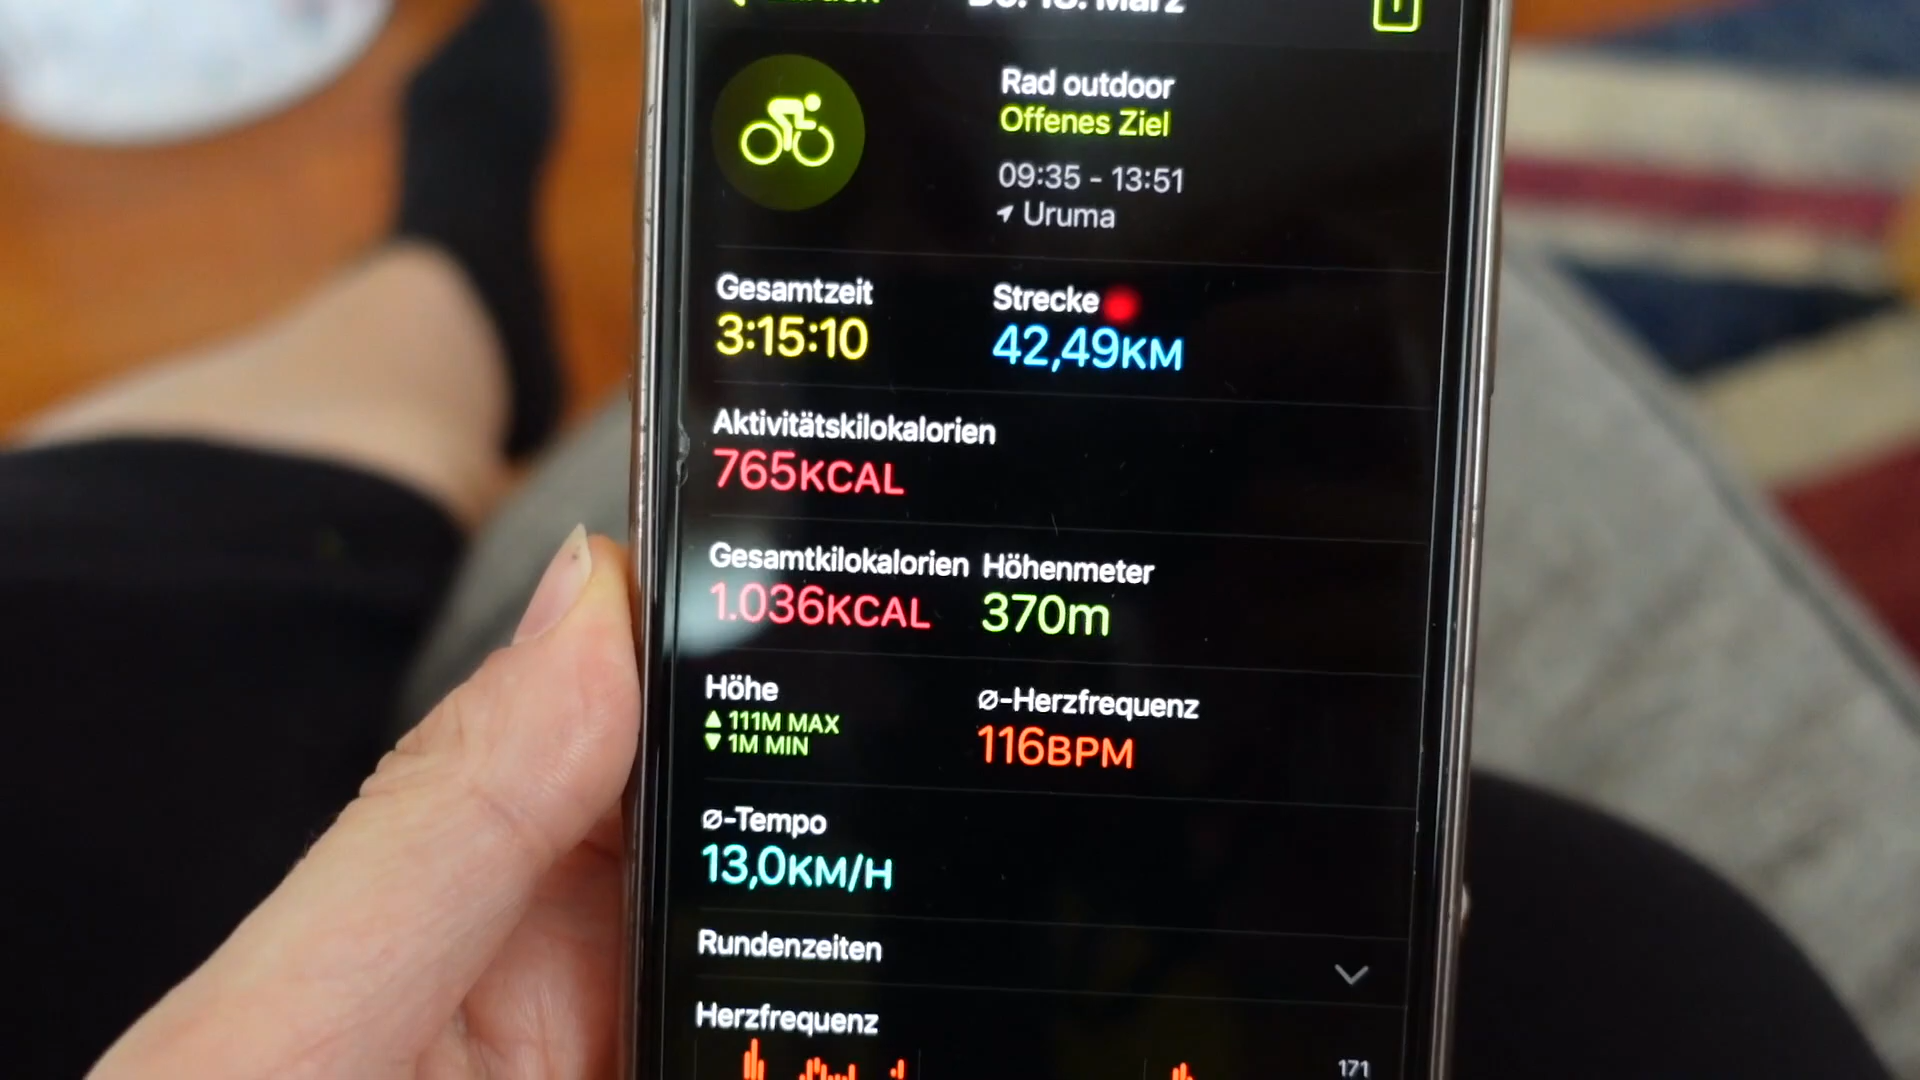 Rad outdoor
Offenes Ziel
09:35 - 13:51
Uruma
Gesamtzeit
3:15:10
Strecke
42,49KM
Aktivitätskilokalorien
765KCAL
Gesamtkilokalorien
1.036KCAL
Höhenmeter
370m
Höhe
▲ 111M MAX
▼ 1M MIN
ø-Herzfrequenz
116BPM
ø-Tempo
13,0KM/H
Rundenzeiten
Herzfrequenz
171